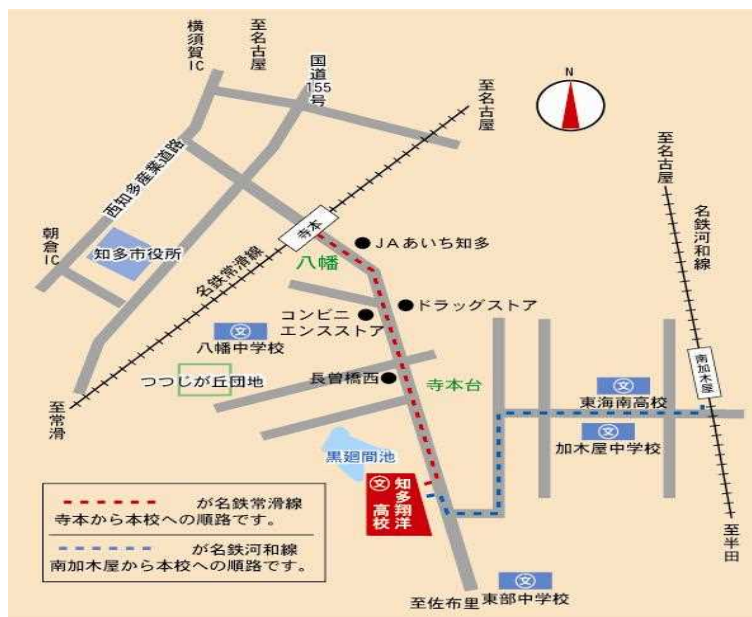 横須賀IC
至名古屋
国道155号
至名古屋
N
至名古屋
西知多産業道路
名鉄河和線
朝倉IC
知多市役所
寺本
JAあいち知多
八幡
名鉄常滑線
ドラッグストア
コンビニ
エンスストア
文
八幡中学校
南加木屋
つつじが丘団地
長曽橋西
寺本台
文
東海南高校
至常滑
文
加木屋中学校
黒廻間池
文
知多翔洋
高校
が名鉄常滑線
寺本から本校への順路です。
が名鉄河和線
南加木屋から本校への順路です。
至半田
至佐布里
文
東部中学校